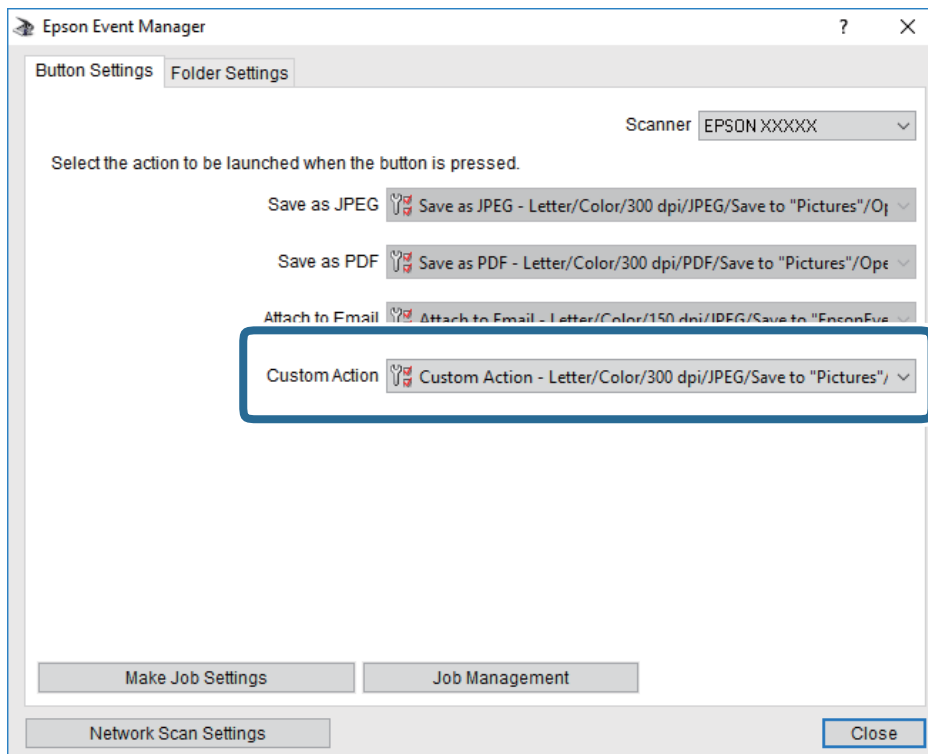 Epson Event Manager
Button Settings
Folder Settings
Scanner EPSON XXXXX
Select the action to be launched when the button is pressed.
Save as JPEG Save as JPEG - Letter/Color/300 dpi/JPEG/Save to "Pictures"/Op
Save as PDF Save as PDF - Letter/Color/300 dpi/PDF/Save to "Pictures"/Ope
Attach to Email Attach to Email - Letter/Color/150 dpi/JPEG/Save to "EpsonEve
Custom Action Custom Action - Letter/Color/300 dpi/JPEG/Save to "Pictures"/
Make Job Settings
Job Management
Network Scan Settings
Close